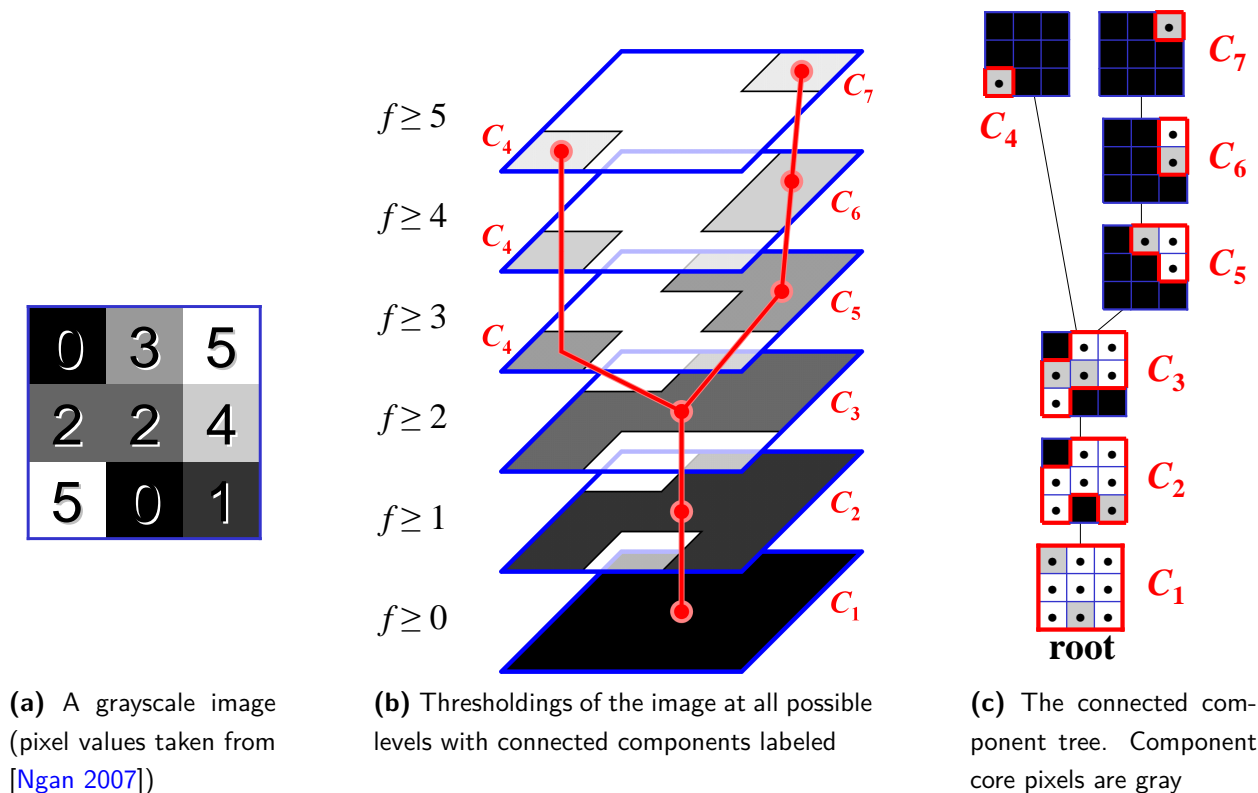 0 3 5
2 2 4
5 0 1
(a) A grayscale image
(pixel values taken from
[Ngan 2007])
f ≥ 5
C4
C7
f ≥ 4
C4
C6
f ≥ 3
C4
C5
f ≥ 2
C3
f ≥ 1
C2
f ≥ 0
C1
(b) Thresholdings of the image at all possible
levels with connected components labeled
C7
C4
C6
C5
C3
C2
C1
root
(c) The connected com-
ponent tree. Component
core pixels are gray